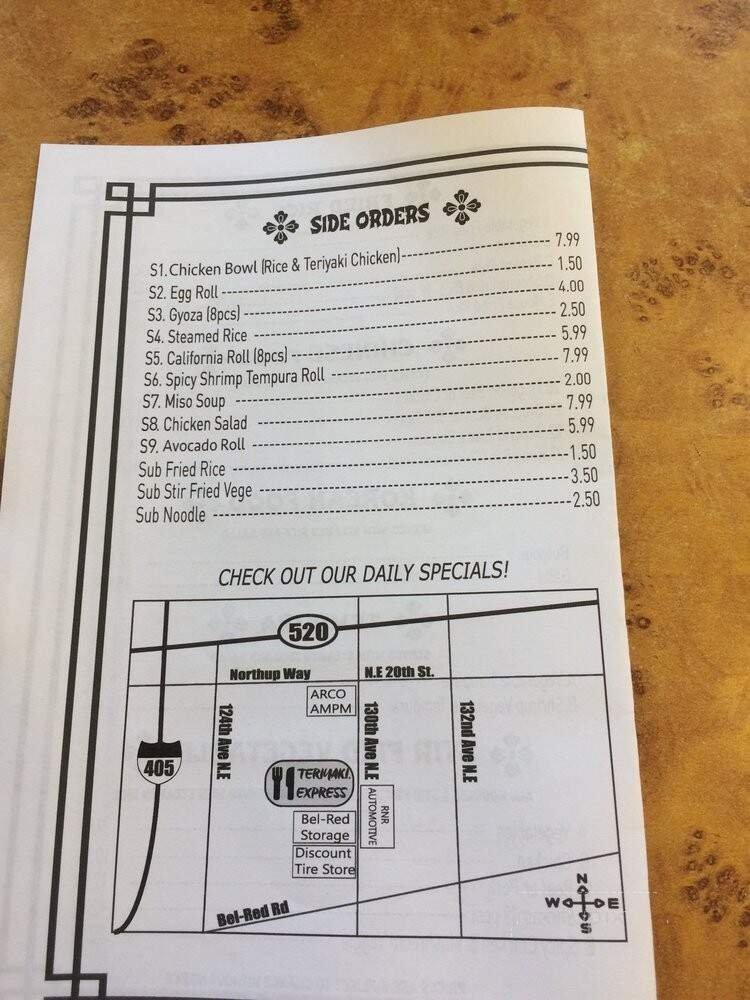 SIDE ORDERS
S1. Chicken Bowl (Rice & Teriyaki Chicken) 7.99
S2. Egg Roll 1.50
S3. Gyoza (8pcs) 4.00
S4. Steamed Rice 2.50
S5. California Roll (8pcs) 5.99
S6. Spicy Shrimp Tempura Roll 7.99
S7. Miso Soup 2.00
S8. Chicken Salad 7.99
S9. Avocado Roll 5.99
Sub Fried Rice 1.50
Sub Stir Fried Vege 3.50
Sub Noodle 2.50
CHECK OUT OUR DAILY SPECIALS!
520
Northup Way
N.E 20th St.
ARCO
AMPM
124th Ave N.E
130th Ave N.E
132nd Ave N.E
405
TERIYAKI
EXPRESS
RNR
AUTOMOTIVE
Bel-Red
Storage
Discount
Tire Store
Bel-Red Rd
N
W E
S